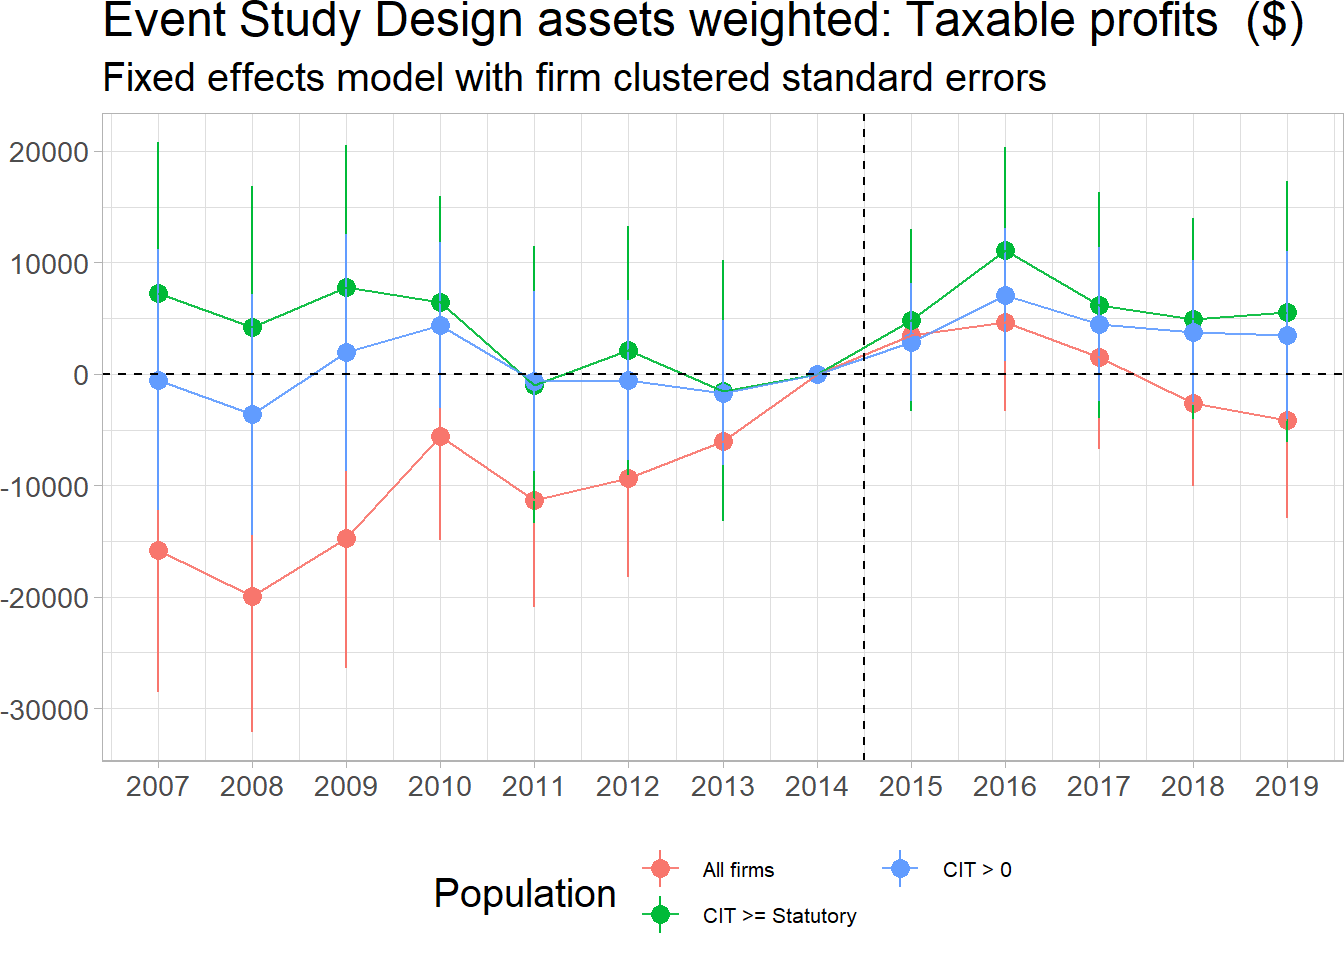 Event Study Design assets weighted: Taxable profits  ($)
Fixed effects model with firm clustered standard errors
20000
10000
0
-10000
-20000
-30000
2007 2008 2009 2010 2011 2012 2013 2014 2015 2016 2017 2018 2019
Population
All firms
CIT >= Statutory
CIT > 0